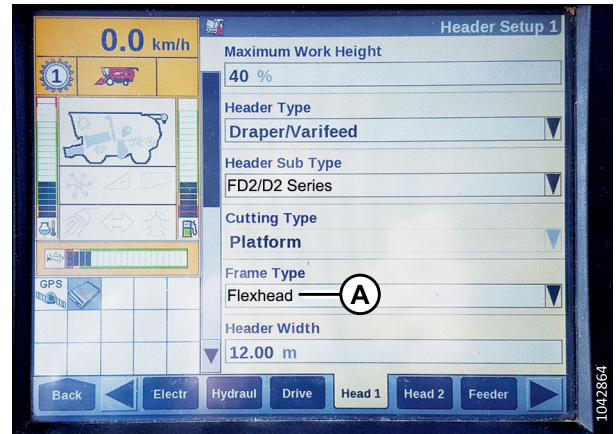 0.0 km/h
Header Setup 1
1
Maximum Work Height
40 %
Header Type
Draper/Varifeed
Header Sub Type
FD2/D2 Series
Cutting Type
Platform
Frame Type
Flexhead
A
GPS
Header Width
12.00 m
Back
Electr
Hydraul
Drive
Head 1
Head 2
Feeder
1042864